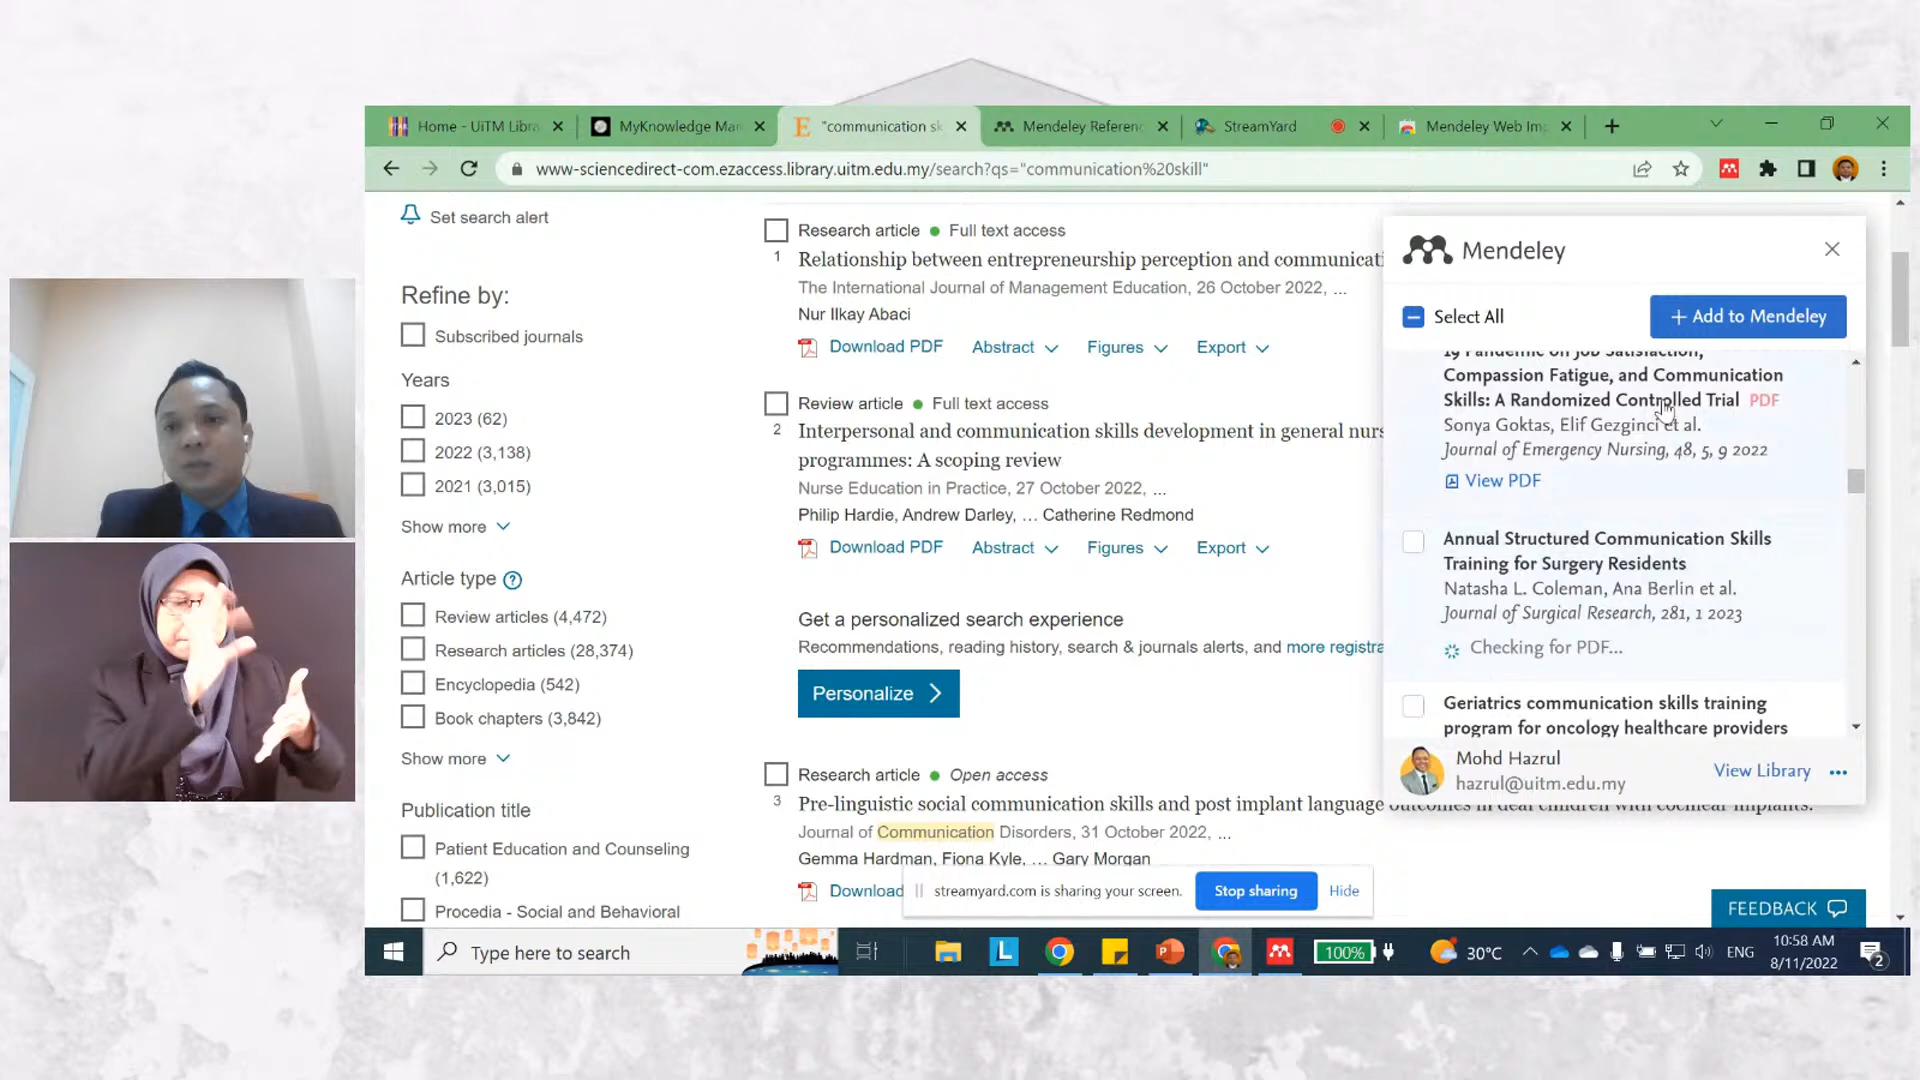 Home - UiTM Libra
MyKnowledge Man
"communication sk
Mendeley Referenc
StreamYard
Mendeley Web Imp
www-sciencedirect-com.ezaccess.library.uitm.edu.my/search?qs="communication%20skill"
Set search alert
Refine by:
Subscribed journals
Years
2023 (62)
2022 (3,138)
2021 (3,015)
Show more
Article type ?
Review articles (4,472)
Research articles (28,374)
Encyclopedia (542)
Book chapters (3,842)
Show more
Publication title
Patient Education and Counseling
(1,622)
Procedia - Social and Behavioral
Research article ● Full text access
1 Relationship between entrepreneurship perception and communicati
The International Journal of Management Education, 26 October 2022, ...
Nur Ilkay Abaci
Download PDF Abstract Figures Export
Review article ● Full text access
2 Interpersonal and communication skills development in general nurs
programmes: A scoping review
Nurse Education in Practice, 27 October 2022, ...
Philip Hardie, Andrew Darley, ... Catherine Redmond
Download PDF Abstract Figures Export
Get a personalized search experience
Recommendations, reading history, search & journals alerts, and more registra
Personalize
Research article ● Open access
3 Pre-linguistic social communication skills and post implant language outcomes in deaf children with cochlear implants.
Journal of Communication Disorders, 31 October 2022, ...
Gemma Hardman, Fiona Kyle, ... Gary Morgan
Download
Mendeley
Select All
+ Add to Mendeley
19 Pandemic on Job Satisfaction,
Compassion Fatigue, and Communication
Skills: A Randomized Controlled Trial PDF
Sonya Goktas, Elif Gezginci et al.
Journal of Emergency Nursing, 48, 5, 9 2022
View PDF
Annual Structured Communication Skills
Training for Surgery Residents
Natasha L. Coleman, Ana Berlin et al.
Journal of Surgical Research, 281, 1 2023
Checking for PDF...
Geriatrics communication skills training
program for oncology healthcare providers
Mohd Hazrul
hazrul@uitm.edu.my
View Library
streamyard.com is sharing your screen.
Stop sharing
Hide
FEEDBACK
Type here to search
L
100%
30°C
ENG
10:58 AM
8/11/2022
2